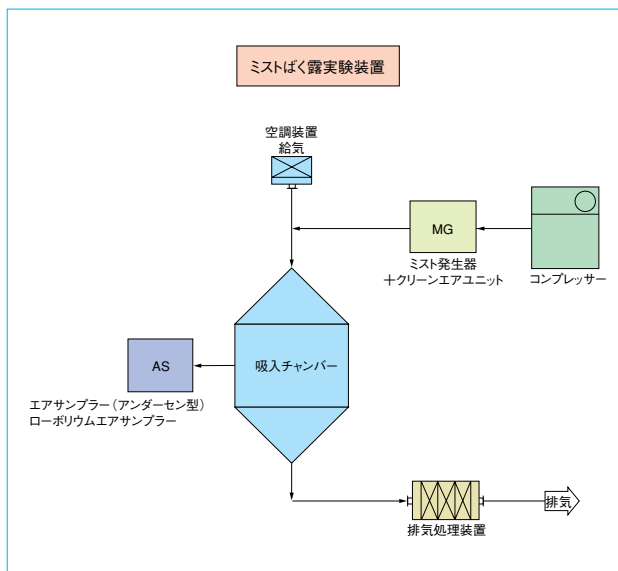 ミストばく露実験装置
空調装置
給気
MG
ミスト発生器
＋クリーンエアユニット
コンプレッサー
吸入チャンバー
AS
エアサンプラー（アンダーセン型）
ローボリウムエアサンプラー
排気
排気処理装置